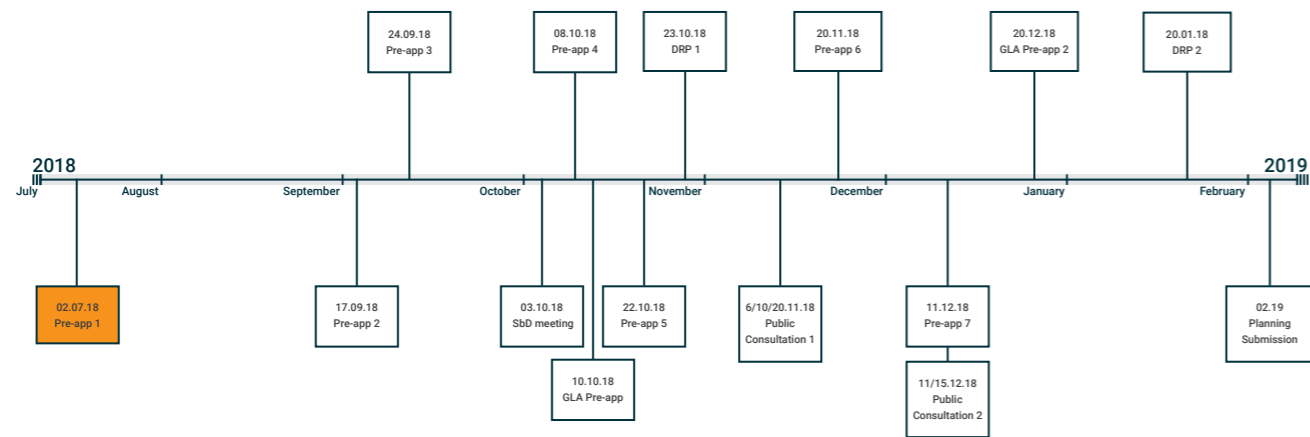 24.09.18
Pre-app 3
08.10.18
Pre-app 4
23.10.18
DRP 1
20.11.18
Pre-app 6
20.12.18
GLA Pre-app 2
20.01.18
DRP 2
2018
2019
July
August
September
October
November
December
January
February
02.07.18
Pre-app 1
17.09.18
Pre-app 2
03.10.18
SbD meeting
22.10.18
Pre-app 5
6/10/20.11.18
Public
Consultation 1
11.12.18
Pre-app 7
02.19
Planning
Submission
10.10.18
GLA Pre-app
11/15.12.18
Public
Consultation 2